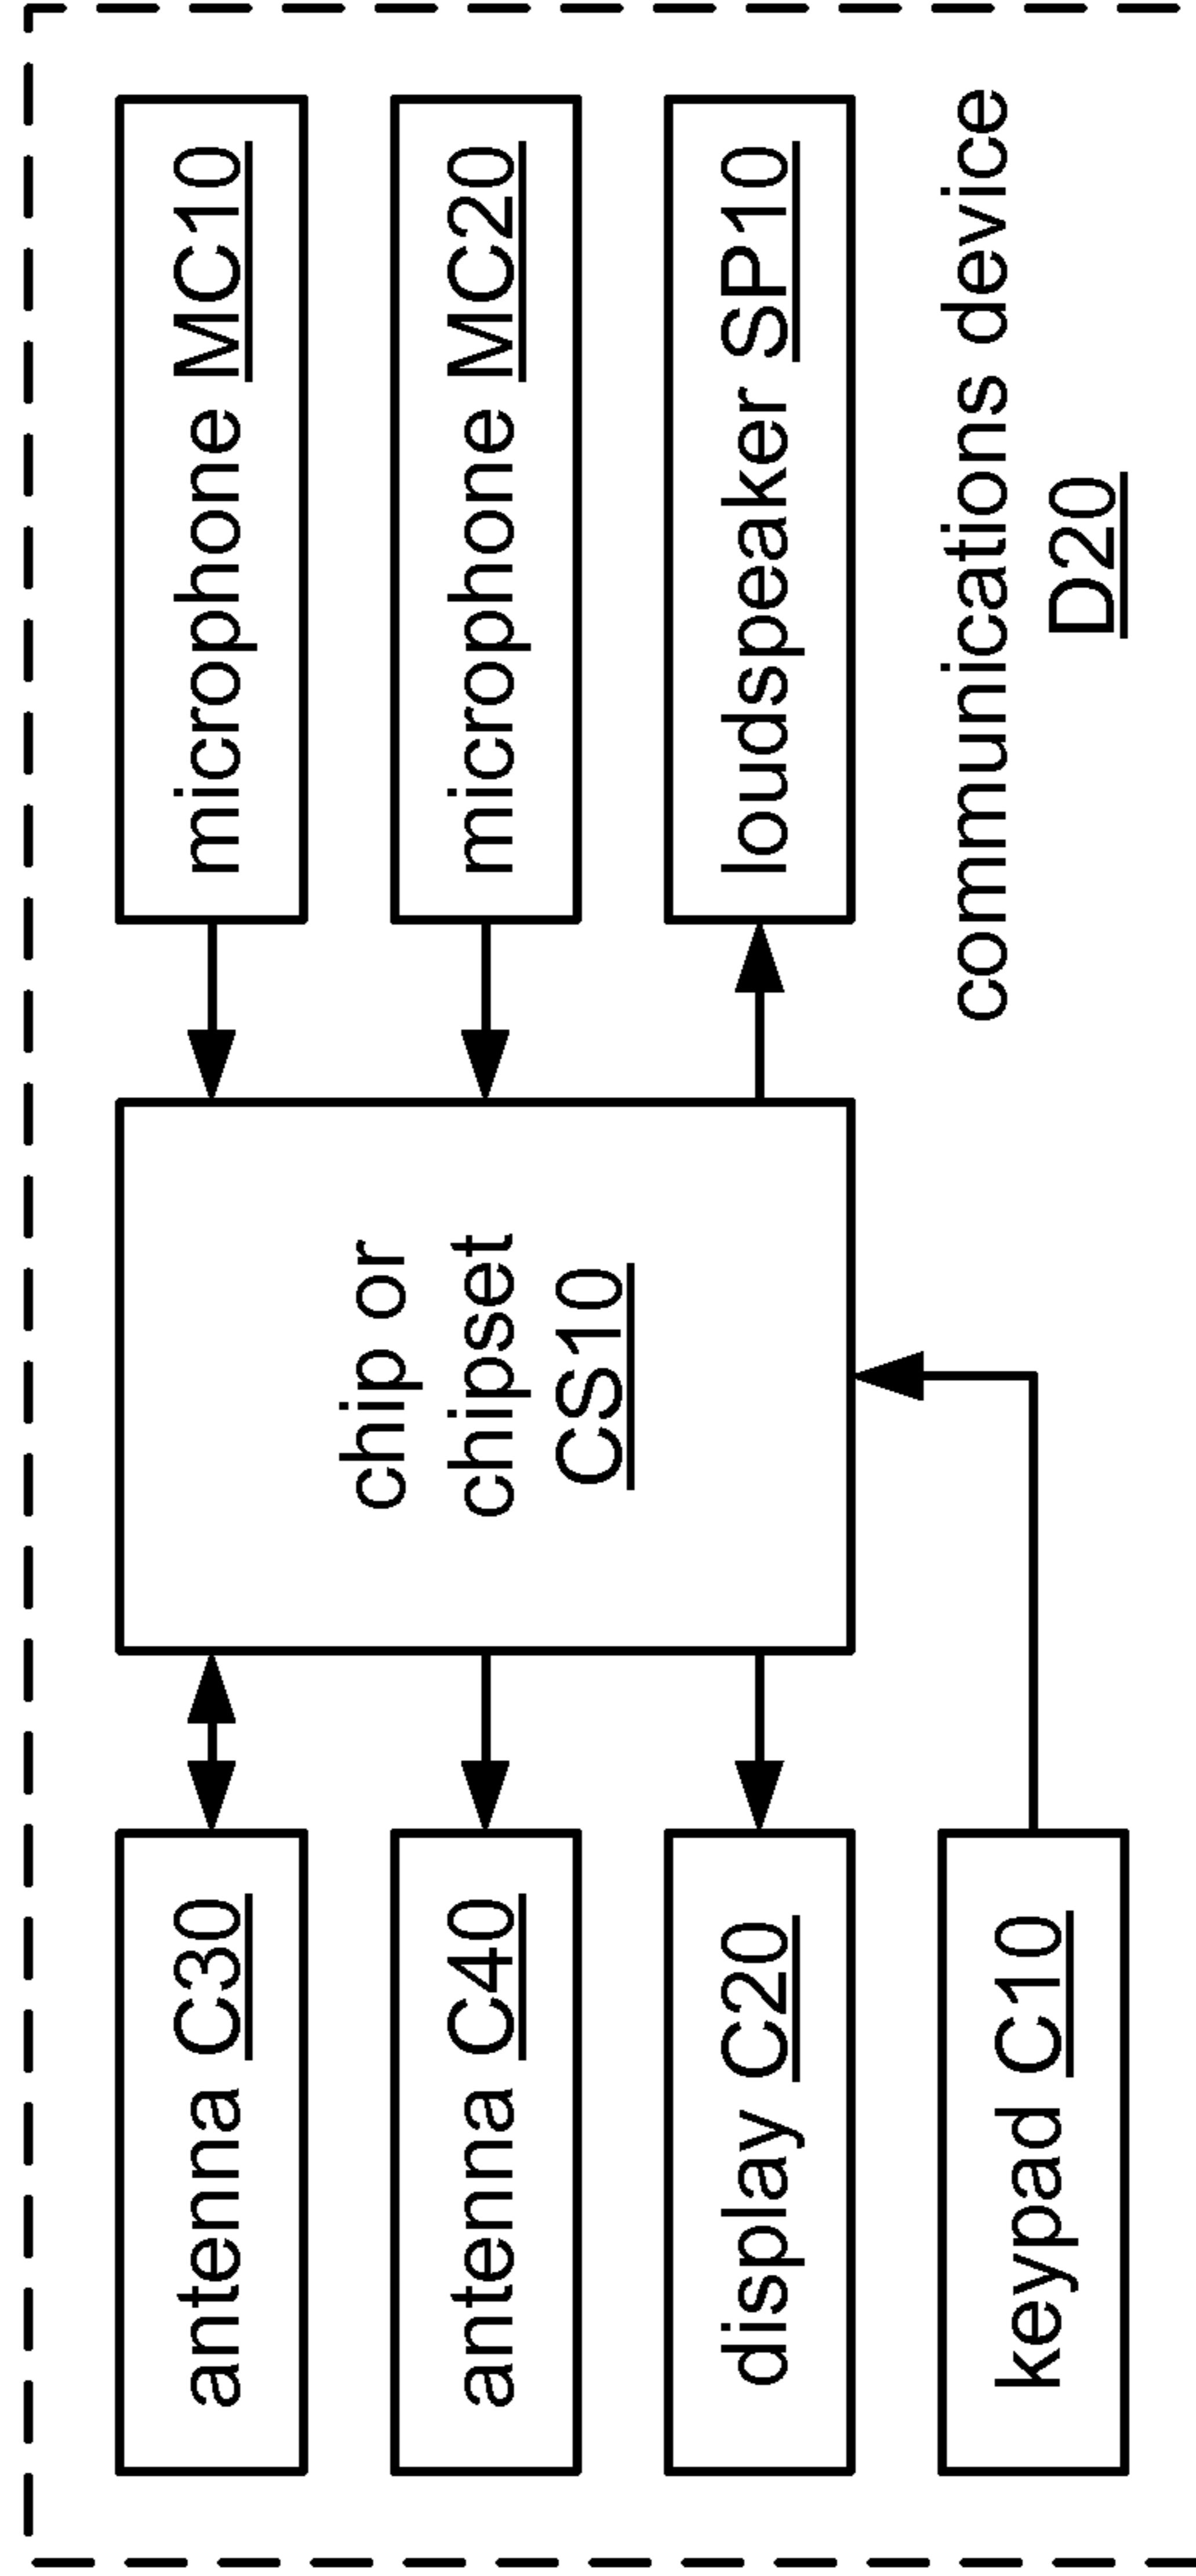 antenna C30
antenna C40
display C20
keypad C10
chip or
chipset
CS10
microphone MC10
microphone MC20
loudspeaker SP10
communications device
D20